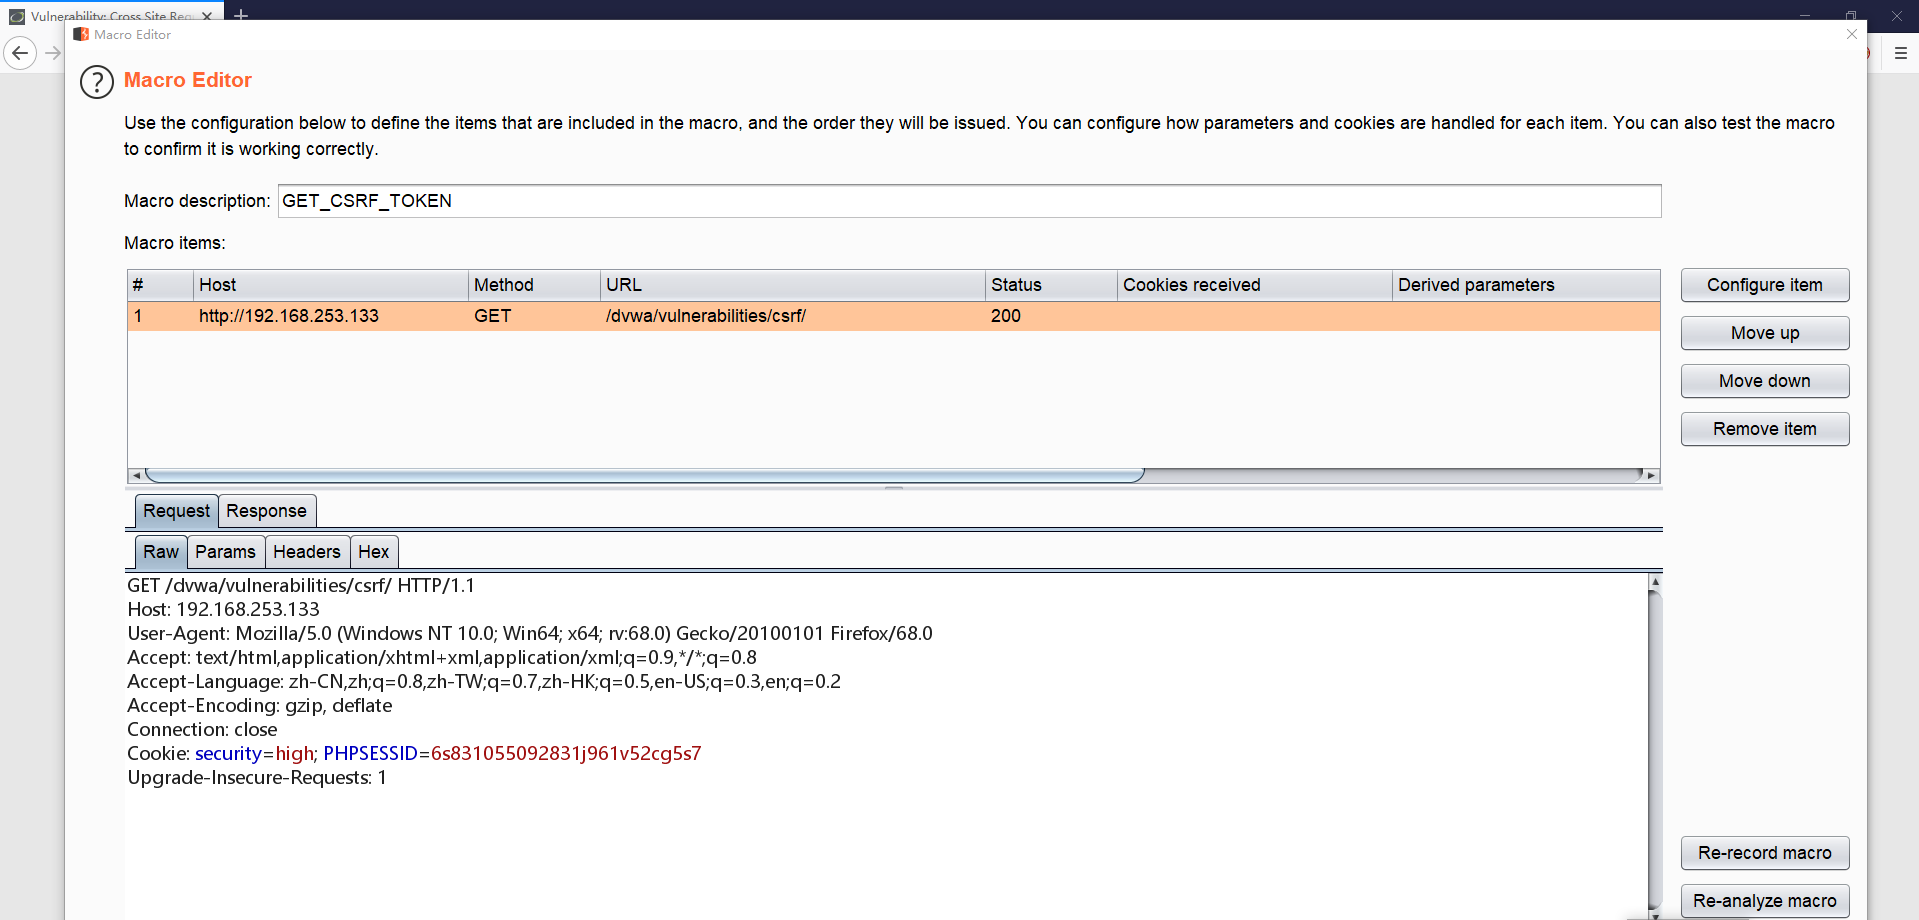 Vulnerability: Cross Site Req
Macro Editor
Macro Editor
Use the configuration below to define the items that are included in the macro, and the order they will be issued. You can configure how parameters and cookies are handled for each item. You can also test the macro
to confirm it is working correctly.
Macro description: GET_CSRF_TOKEN
Macro items:
# Host Method URL Status Cookies received Derived parameters
1 http://192.168.253.133 GET /dvwa/vulnerabilities/csrf/ 200
Configure item
Move up
Move down
Remove item
Request Response
Raw Params Headers Hex
GET /dvwa/vulnerabilities/csrf/ HTTP/1.1
Host: 192.168.253.133
User-Agent: Mozilla/5.0 (Windows NT 10.0; Win64; x64; rv:68.0) Gecko/20100101 Firefox/68.0
Accept: text/html,application/xhtml+xml,application/xml;q=0.9,*/*;q=0.8
Accept-Language: zh-CN,zh;q=0.8,zh-TW;q=0.7,zh-HK;q=0.5,en-US;q=0.3,en;q=0.2
Accept-Encoding: gzip, deflate
Connection: close
Cookie: security=high; PHPSESSID=6s831055092831j961v52cg5s7
Upgrade-Insecure-Requests: 1
Re-record macro
Re-analyze macro